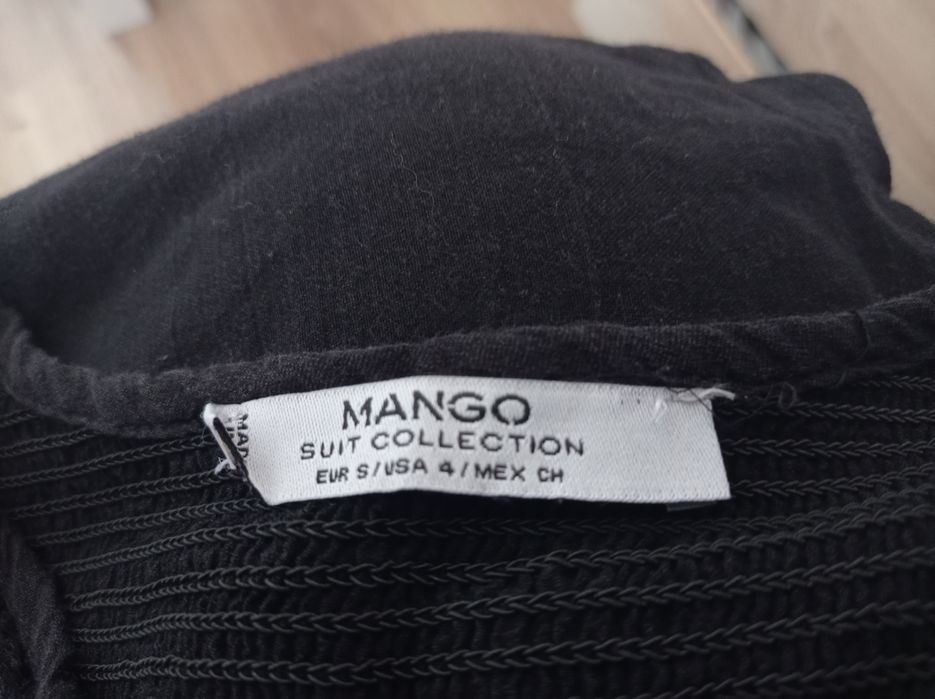 MANGO
SUIT COLLECTION
EUR S/USA 4/MEX CH